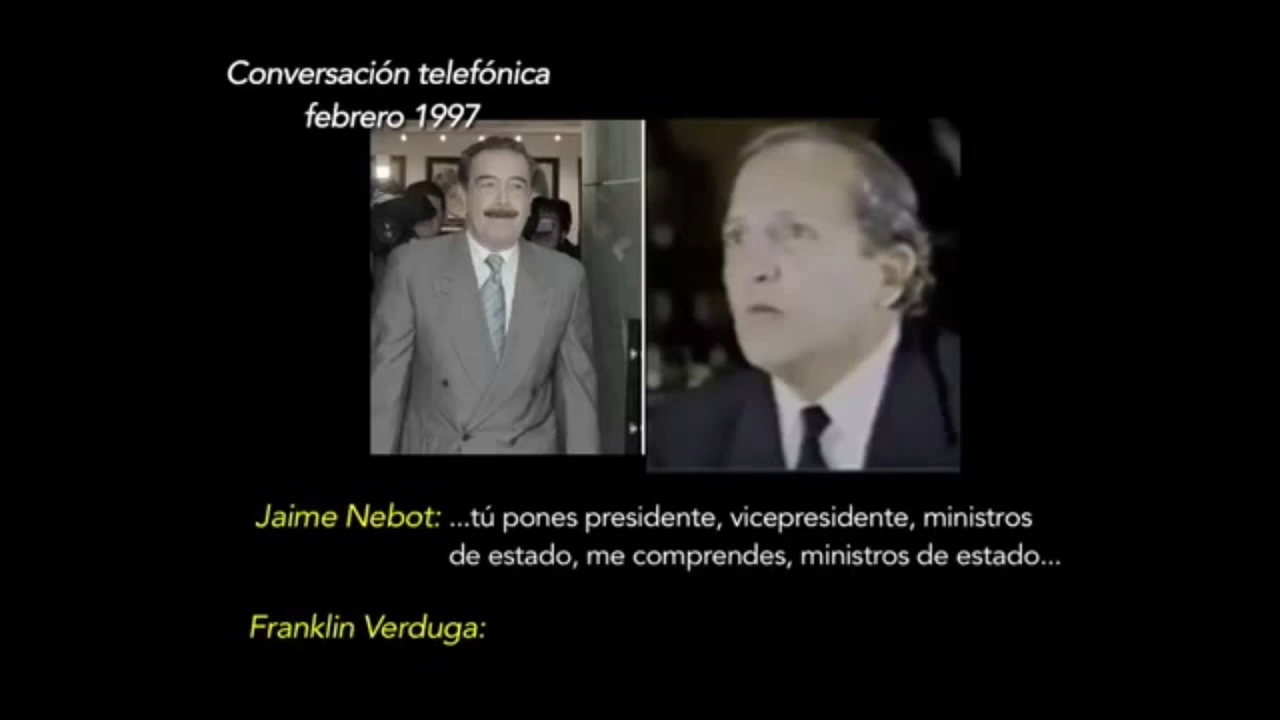 Conversación telefónica
febrero 1997
Jaime Nebot: ...tú pones presidente, vicepresidente, ministros
de estado, me comprendes, ministros de estado...
Franklin Verduga: